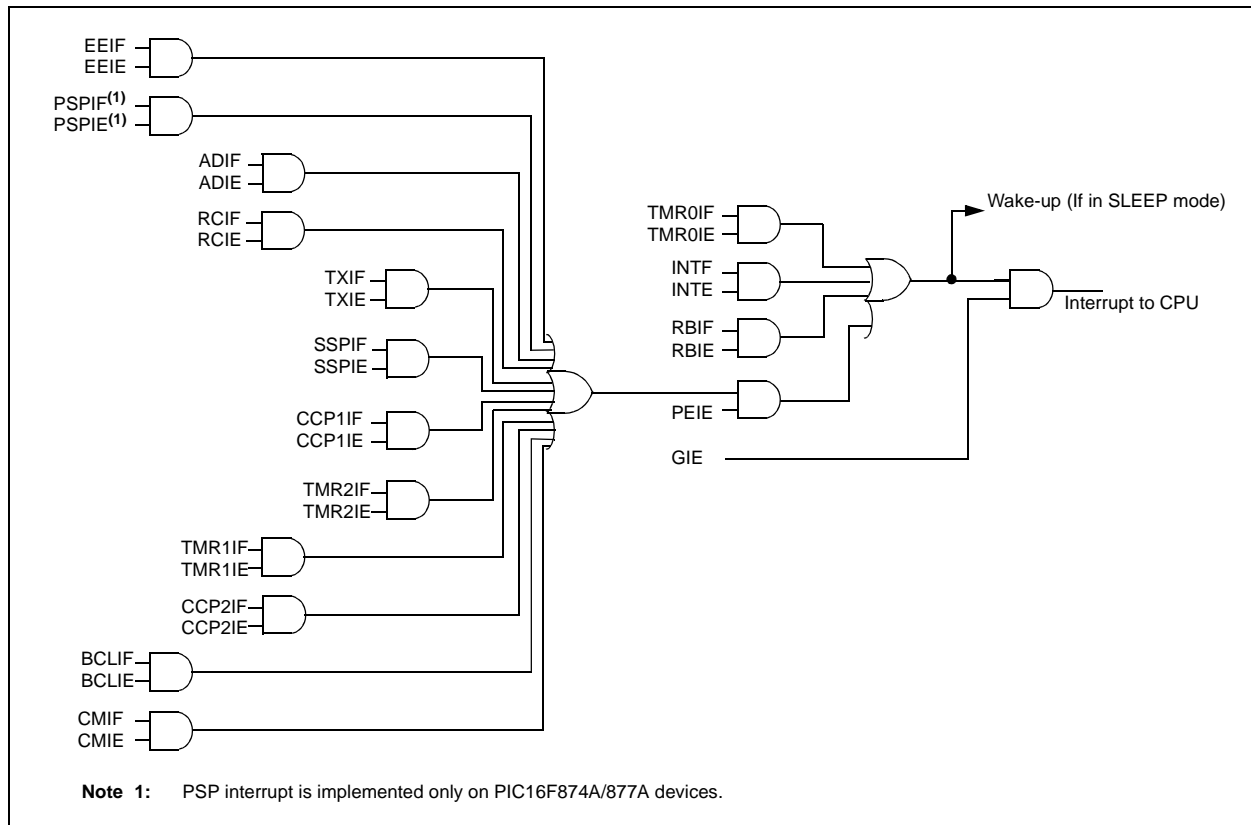 EEIF
EEIE
PSPIF(1)
PSPIE(1)
ADIF
ADIE
RCIF
RCIE
TXIF
TXIE
SSPIF
SSPIE
CCP1IF
CCP1IE
TMR2IF
TMR2IE
TMR1IF
TMR1IE
CCP2IF
CCP2IE
BCLIF
BCLIE
CMIF
CMIE
TMR0IF
TMR0IE
INTF
INTE
RBIF
RBIE
PEIE
GIE
Wake-up (If in SLEEP mode)
Interrupt to CPU
Note 1: PSP interrupt is implemented only on PIC16F874A/877A devices.